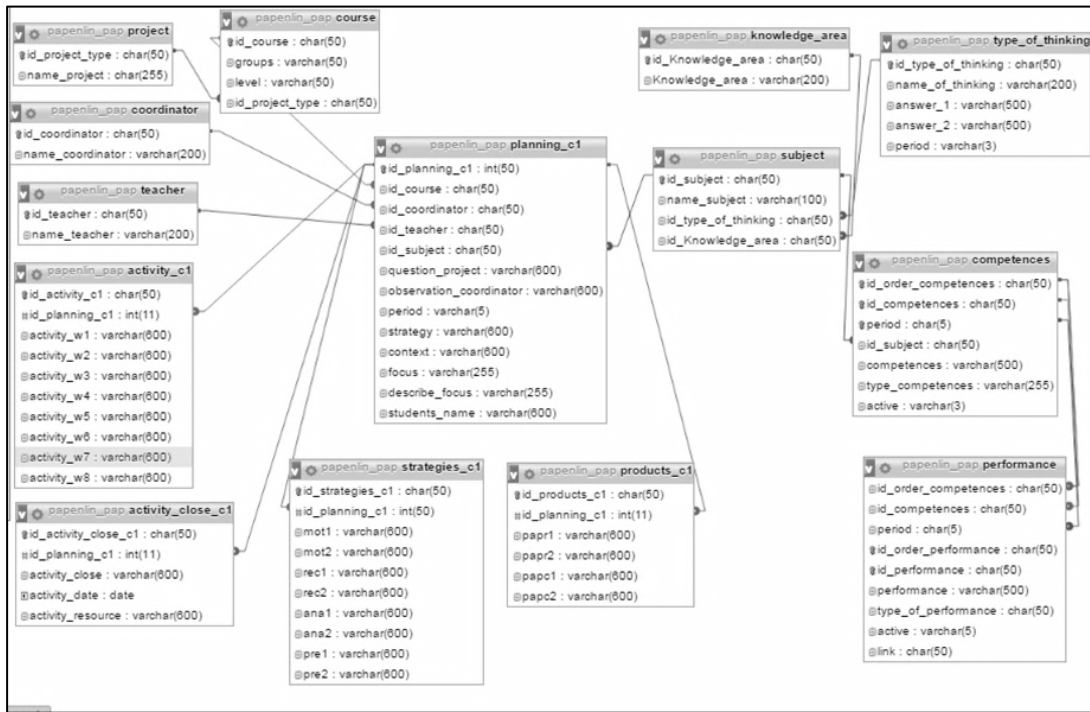 papenlin_pap project
id_project_type : char(50)
name_project : char(255)
papenlin_pap course
id_course : char(50)
groups : varchar(50)
level : varchar(50)
id_project_type : char(50)
papenlin_pap coordinator
id_coordinator : char(50)
name_coordinator : varchar(200)
papenlin_pap teacher
id_teacher : char(50)
name_teacher : varchar(200)
papenlin_pap activity_c1
id_activity_c1 : char(50)
id_planning_c1 : int(11)
activity_w1 : varchar(600)
activity_w2 : varchar(600)
activity_w3 : varchar(600)
activity_w4 : varchar(600)
activity_w5 : varchar(600)
activity_w6 : varchar(600)
activity_w7 : varchar(600)
activity_w8 : varchar(600)
papenlin_pap activity_close_c1
id_activity_close_c1 : char(50)
id_planning_c1 : int(11)
activity_close : varchar(600)
activity_date : date
activity_resource : varchar(600)
papenlin_pap planning_c1
id_planning_c1 : int(50)
id_course : char(50)
id_coordinator : char(50)
id_teacher : char(50)
id_subject : char(50)
question_project : varchar(600)
observation_coordinator : varchar(600)
period : varchar(5)
strategy : varchar(600)
context : varchar(600)
focus : varchar(255)
describe_focus : varchar(255)
students_name : varchar(600)
papenlin_pap strategies_c1
id_strategies_c1 : char(50)
id_planning_c1 : int(50)
mot1 : varchar(600)
mot2 : varchar(600)
rec1 : varchar(600)
rec2 : varchar(600)
ana1 : varchar(600)
ana2 : varchar(600)
pre1 : varchar(600)
pre2 : varchar(600)
papenlin_pap products_c1
id_products_c1 : char(50)
id_planning_c1 : int(11)
papr1 : varchar(600)
papr2 : varchar(600)
papc1 : varchar(600)
papc2 : varchar(600)
papenlin_pap knowledge_area
id_Knowledge_area : char(50)
Knowledge_area : varchar(200)
papenlin_pap type_of_thinking
id_type_of_thinking : char(50)
name_of_thinking : varchar(200)
answer_1 : varchar(500)
answer_2 : varchar(500)
period : varchar(3)
papenlin_pap subject
id_subject : char(50)
name_subject : varchar(100)
id_type_of_thinking : char(50)
id_Knowledge_area : char(50)
papenlin_pap competences
id_order_competences : char(50)
id_competences : char(50)
period : char(5)
id_subject : char(50)
competences : varchar(500)
type_competences : varchar(255)
active : varchar(3)
papenlin_pap performance
id_order_competences : char(50)
id_competences : char(50)
period : char(5)
id_order_performance : char(50)
id_performance : char(50)
performance : varchar(500)
type_of_performance : char(50)
active : varchar(5)
link : char(50)